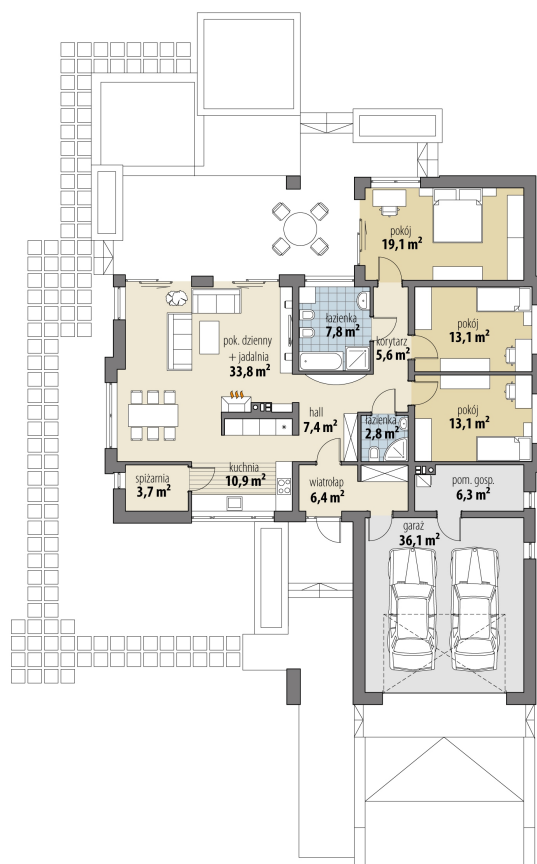 pokój
19,1 m²
łazienka
7,8 m²
korytarz
5,6 m²
pokój
13,1 m²
pok. dzienny
+ jadalnia
33,8 m²
pokój
13,1 m²
hall
7,4 m²
łazienka
2,8 m²
kuchnia
10,9 m²
spiżarnia
3,7 m²
wiatrołap
6,4 m²
pom. gosp.
6,3 m²
garaż
36,1 m²